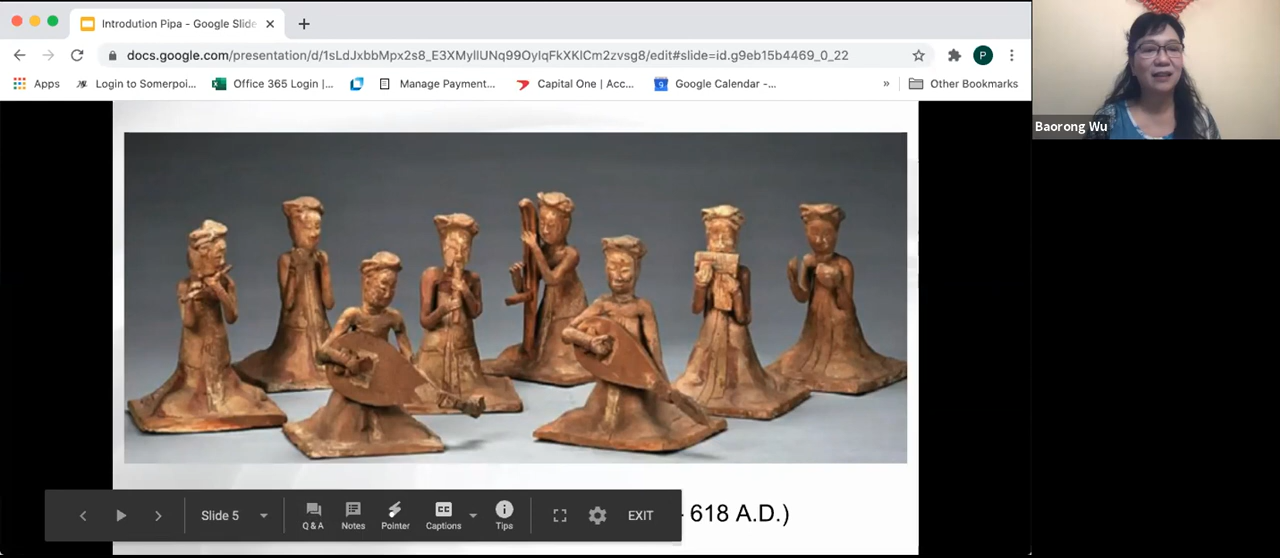 Introdution Pipa - Google Slide
docs.google.com/presentation/d/1sLdJxbbMpx2s8_E3XMyllUNq99OylqFkXKlCm2zvsg8/edit#slide=id.g9eb15b4469_0_22
P
Apps
Login to Somerpoi...
Office 365 Login |...
Manage Payment...
Capital One | Acc...
Google Calendar -...
»
Other Bookmarks
Baorong Wu
Slide 5
Q & A
Notes
Pointer
CC
Captions
Tips
EXIT
- 618 A.D.)